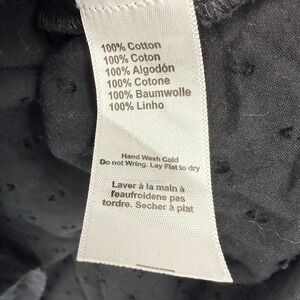 100% Cotton
100% Coton
100% Algodón
100% Cotone
100% Baumwolle
100% Linho
Hand Wash Cold
Do not Wring. Lay Flat to dry
Laver à la main à
l'eaufroidene pas
tordre. Secher à plat